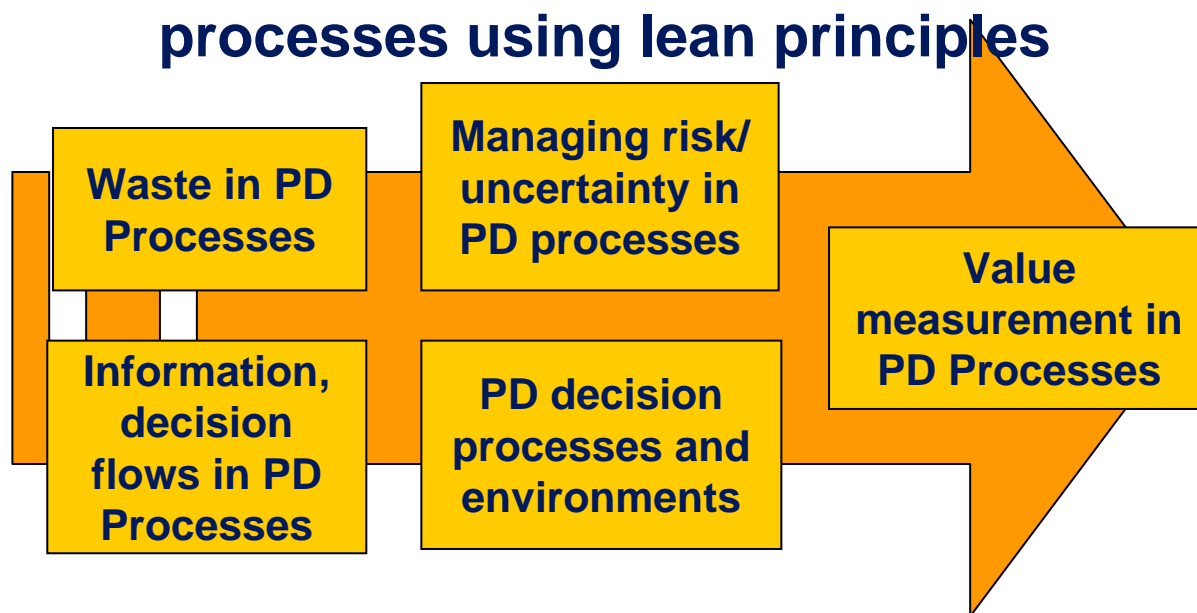 processes using lean principles
Waste in PD
Processes
Managing risk/
uncertainty in
PD processes
Information,
decision
flows in PD
Processes
PD decision
processes and
environments
Value
measurement in
PD Processes